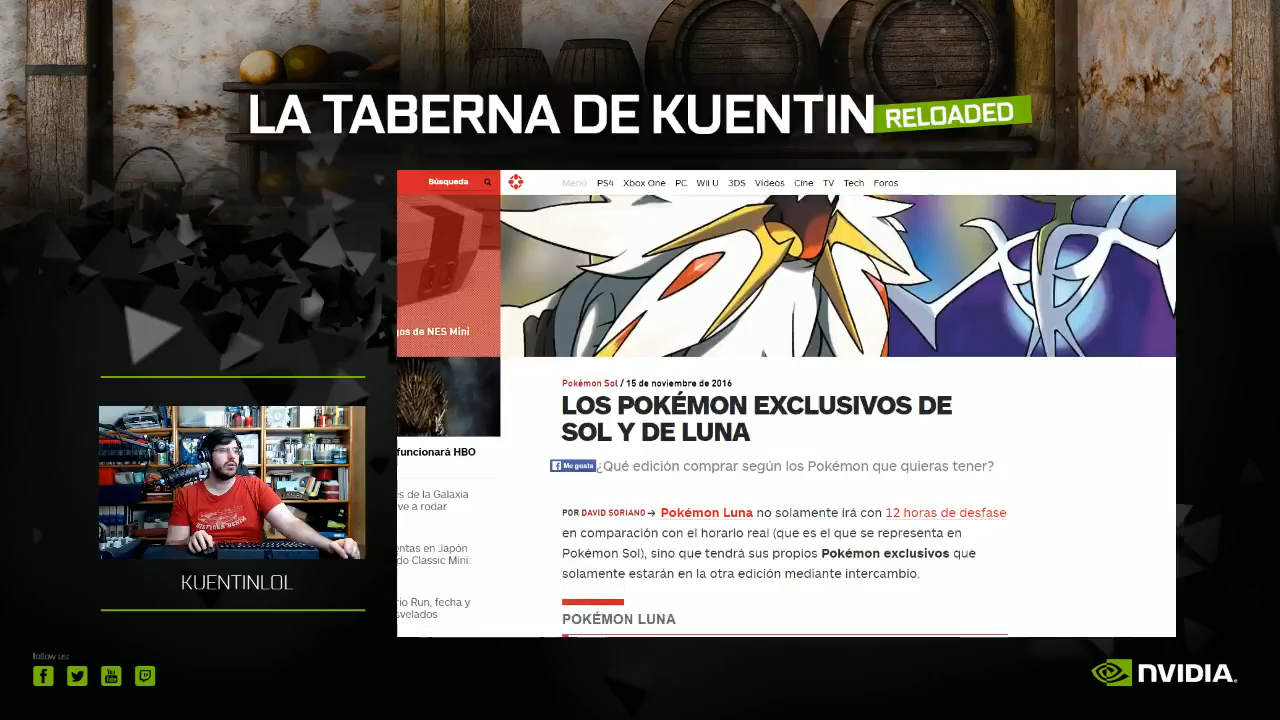 LA TABERNA DE KUENTIN RELOADED
Búsqueda
Menú PS4 Xbox One PC Wii U 3DS Vídeos Cine TV Tech Foros
gos de NES Mini
funcionará HBO
es de la Galaxia
ve a rodar
entas en Japón
do Classic Mini:
rio Run, fecha y
svelados
Pokémon Sol / 15 de noviembre de 2016
LOS POKÉMON EXCLUSIVOS DE
SOL Y DE LUNA
Me gusta ¿Qué edición comprar según los Pokémon que quieras tener?
POR DAVID SORIANO → Pokémon Luna no solamente irá con 12 horas de desfase
en comparación con el horario real (que es el que se representa en
Pokémon Sol), sino que tendrá sus propios Pokémon exclusivos que
solamente estarán en la otra edición mediante intercambio.
POKÉMON LUNA
KUENTINLOL
follow us:
You Tube
NVIDIA.